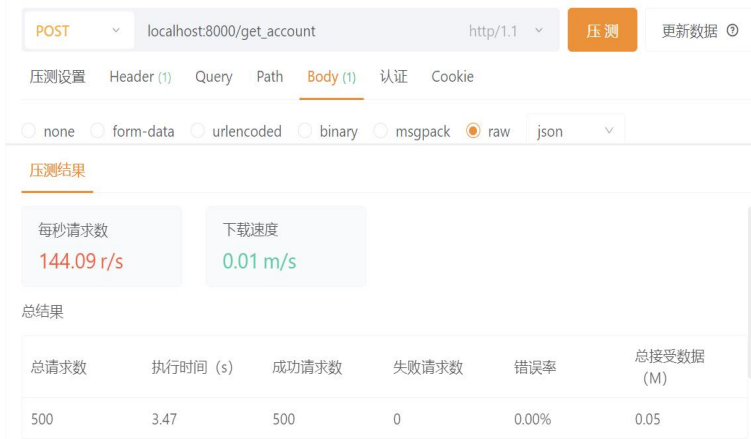 POST localhost:8000/get_account http/1.1 压测 更新数据
压测设置 Header (1) Query Path Body (1) 认证 Cookie
none form-data urlencoded binary msgpack raw json
压测结果
每秒请求数 下载速度
144.09 r/s 0.01 m/s
总结果
总请求数 执行时间（s） 成功请求数 失败请求数 错误率 总接受数据
（M）
500 3.47 500 0 0.00% 0.05